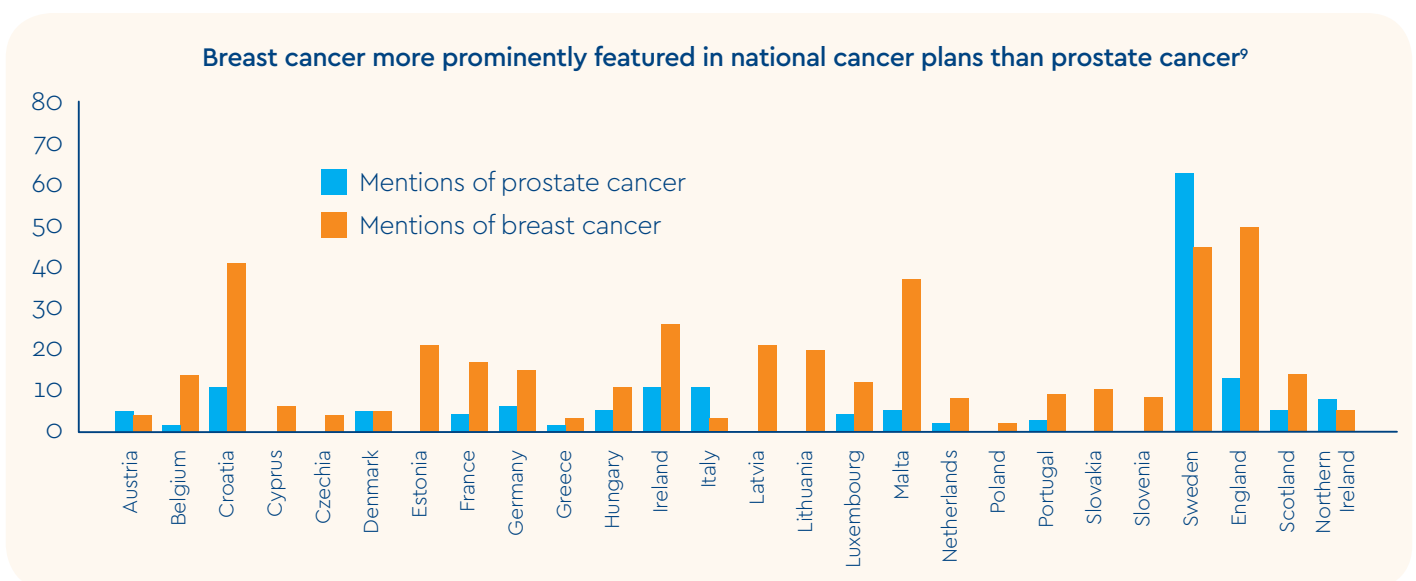 Breast cancer more prominently featured in national cancer plans than prostate cancer⁹
80
70
60
50
40
30
20
10
0
Mentions of prostate cancer
Mentions of breast cancer
Austria
Belgium
Croatia
Cyprus
Czechia
Denmark
Estonia
France
Germany
Greece
Hungary
Ireland
Italy
Latvia
Lithuania
Luxembourg
Malta
Netherlands
Poland
Portugal
Slovakia
Slovenia
Sweden
England
Scotland
Northern
Ireland